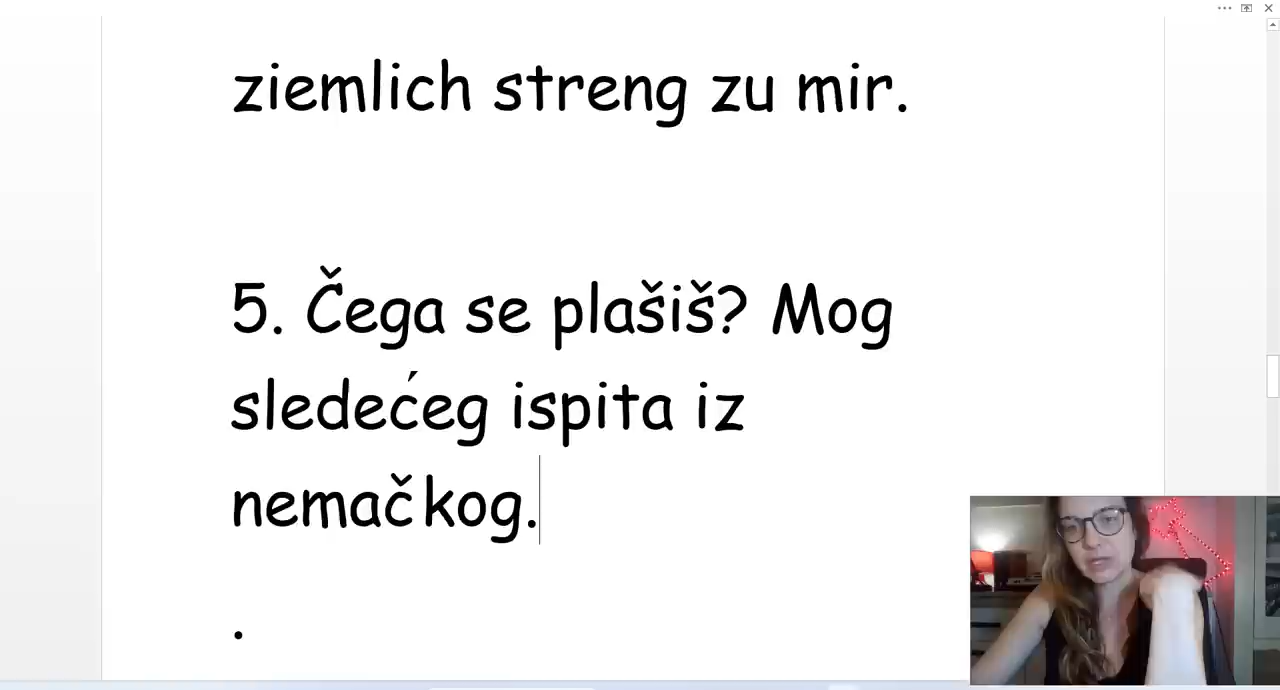 ziemlich streng zu mir.
5. Čega se plašiš? Mog
sledećeg ispita iz
nemačkog.
.